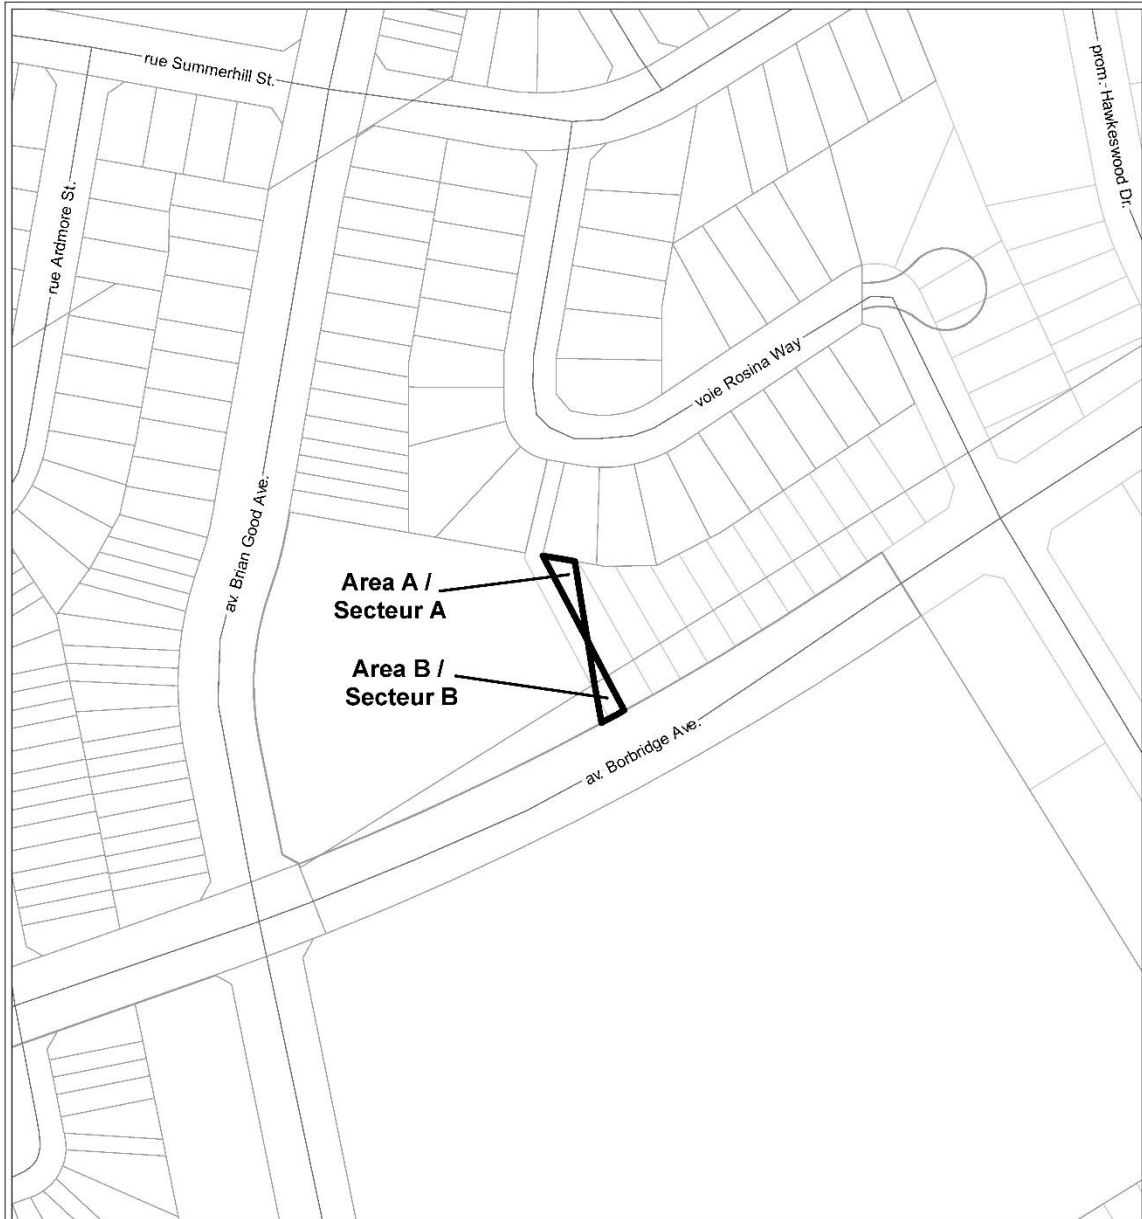 rue Summerhill St.
prom. Hawkeswood Dr.
rue Ardmore St.
voie Rosina Way
av. Brian Good Ave.
Area A /
Secteur A
Area B /
Secteur B
av. Borbridge Ave.